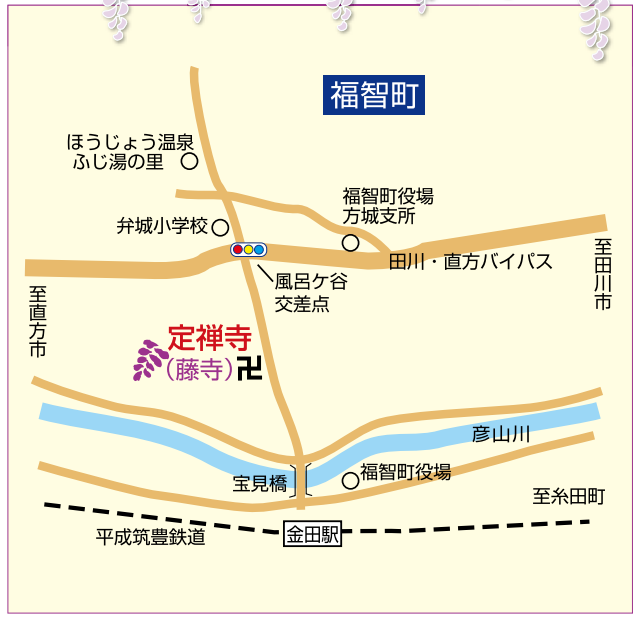 福智町
ほうじょう温泉
ふじ湯の里
福智町役場
方城支所
弁城小学校
田川・直方バイパス
至田川市
風呂ケ谷
交差点
至直方市
定禅寺
（藤寺）卍
彦山川
福智町役場
宝見橋
至糸田町
金田駅
平成筑豊鉄道